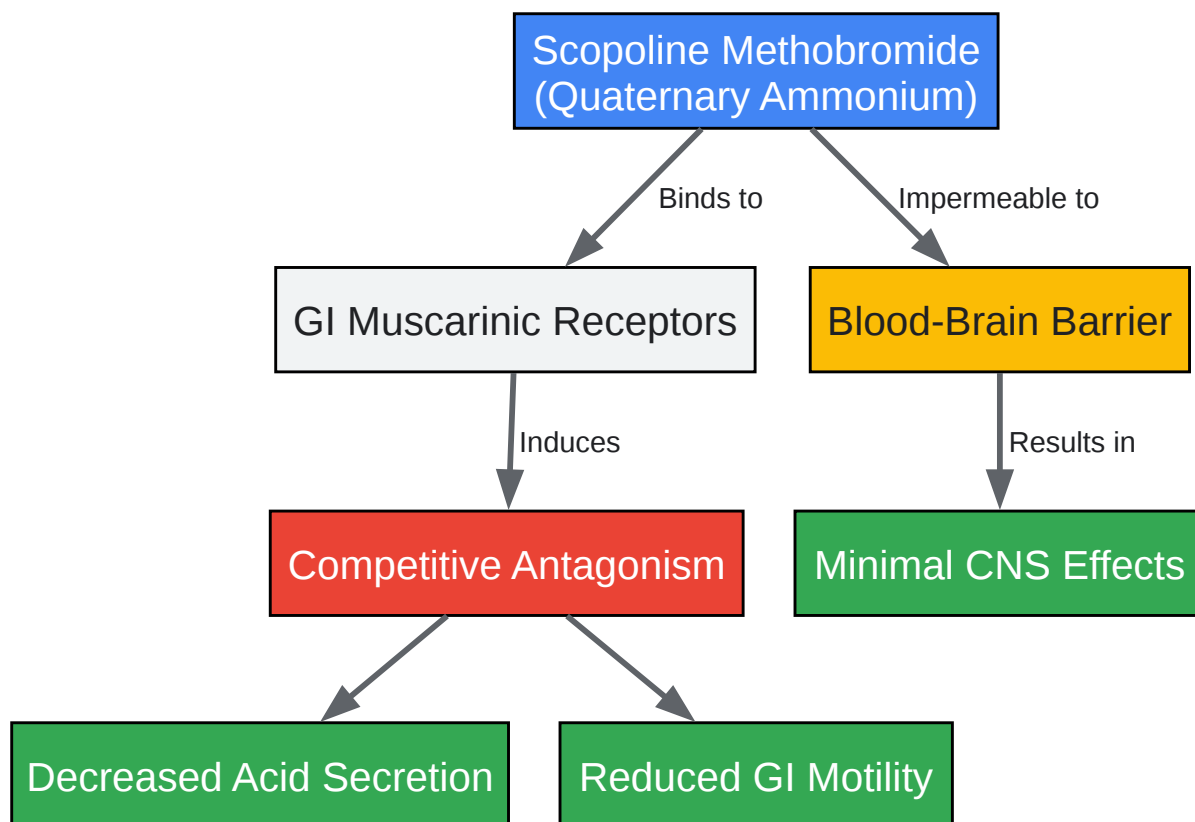 Scopoline Methobromide
(Quaternary Ammonium)
Binds to
Impermeable to
GI Muscarinic Receptors
Blood-Brain Barrier
Induces
Results in
Competitive Antagonism
Minimal CNS Effects
Decreased Acid Secretion
Reduced GI Motility